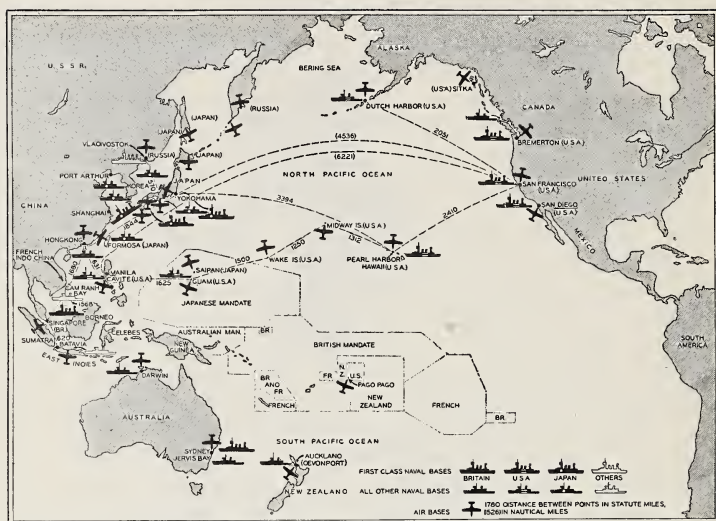 ALASKA
U. S. S. R.
BERING SEA
(RUSSIA)
(U.S.A.) SITKA
DUTCH HARBOR (U.S.A.)
CANADA
(JAPAN)
VLADIVOSTOK
(JAPAN)
(RUSSIA)
(JAPAN)
2051
BREMERTON (U.S.A.)
(4536)
(6221)
PORT ARTHUR
KOREA
JAPAN
NORTH PACIFIC OCEAN
UNITED STATES
SAN FRANCISCO
(U.S.A.)
CHINA
SHANGHAI
YOKOHAMA
3394
2410
SAN DIEGO
(U.S.A.)
MEXICO
HONGKONG
FORMOSA (JAPAN)
MIDWAY IS. (U.S.A.)
1312
PEARL HARBOR
HAWAII (U.S.A.)
FRENCH
INDO CHINA
1250
WAKE IS. (U.S.A.)
1500
MANILA
CAVITE (U.S.A.)
CAM RANH
BAY
SAIPAN (JAPAN)
1625
GUAM (U.S.A.)
JAPANESE MANDATE
1568
SINGAPORE
(BR.)
BORNEO
SUMATRA
620
BATAVIA
CELEBES
EAST INDIES
AUSTRALIAN MAN.
BR.
NEW
GUINEA
BRITISH MANDATE
SOUTH
AMERICA
DARWIN
BR.
AND
FR.
FRENCH
FR.
N.
Z.
U.S.
PAGO PAGO
NEW
ZEALAND
FRENCH
BR.
AUSTRALIA
SOUTH PACIFIC OCEAN
SYDNEY
JERVIS BAY
AUCKLAND
(DEVONPORT)
NEW ZEALAND
FIRST CLASS NAVAL BASES
BRITAIN
U S A
JAPAN
OTHERS
ALL OTHER NAVAL BASES
AIR BASES
1780 DISTANCE BETWEEN POINTS IN STATUTE MILES,
(1526) IN NAUTICAL MILES